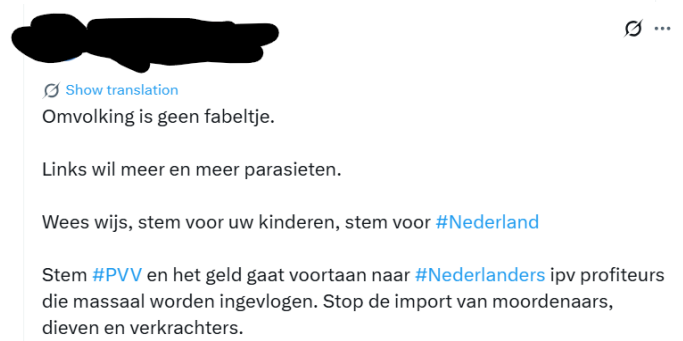 Show translation
Omvolking is geen fabeltje.
Links wil meer en meer parasieten.
Wees wijs, stem voor uw kinderen, stem voor #Nederland
Stem #PVV en het geld gaat voortaan naar #Nederlanders ipv profiteurs
die massaal worden ingevlogen. Stop de import van moordenaars,
dieven en verkrachters.